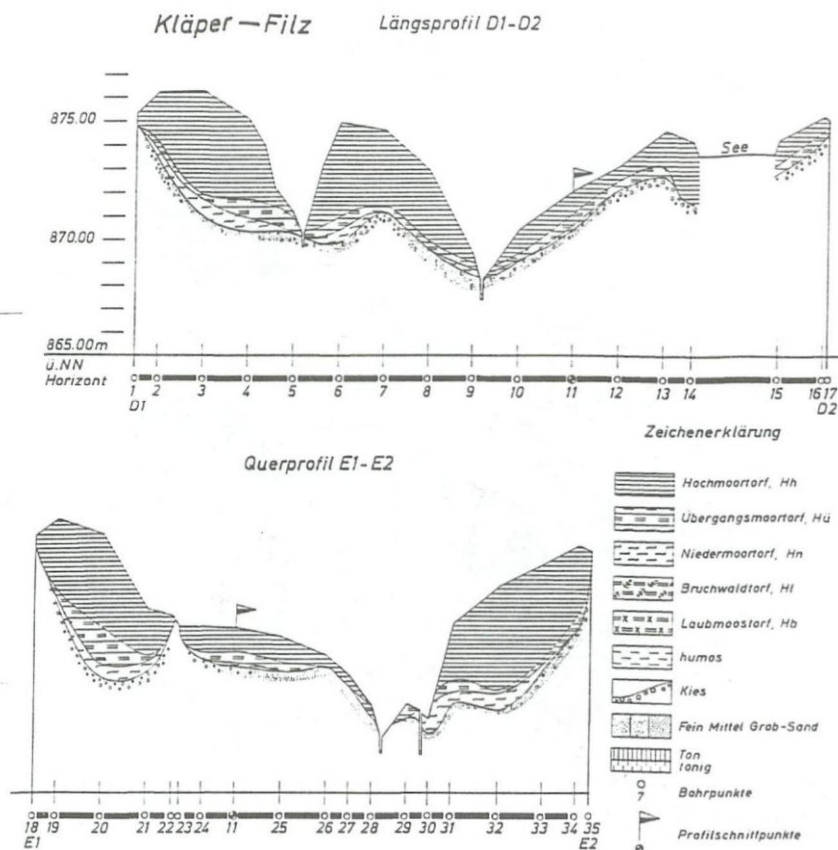 Kläper – Filz Längsprofil D1-D2
875.00
See
870.00
865.00m
ü.NN
Horizont
1 2 3 4 5 6 7 8 9 10 11 12 13 14 15 16 17
D1 D2
Zeichenerklärung
Querprofil E1-E2
Hochmoortorf, Hh
Übergangsmoortorf, Hü
Niedermoortorf, Hn
Bruchwaldtorf, Hl
Laubmoostorf, Hb
humos
Kies
Fein Mittel Grob-Sand
Ton
tonig
7 Bohrpunkte
Profilschnittpunkte
18 19 20 21 22 23 24 11 25 26 27 28 29 30 31 32 33 34 35
E1 E2